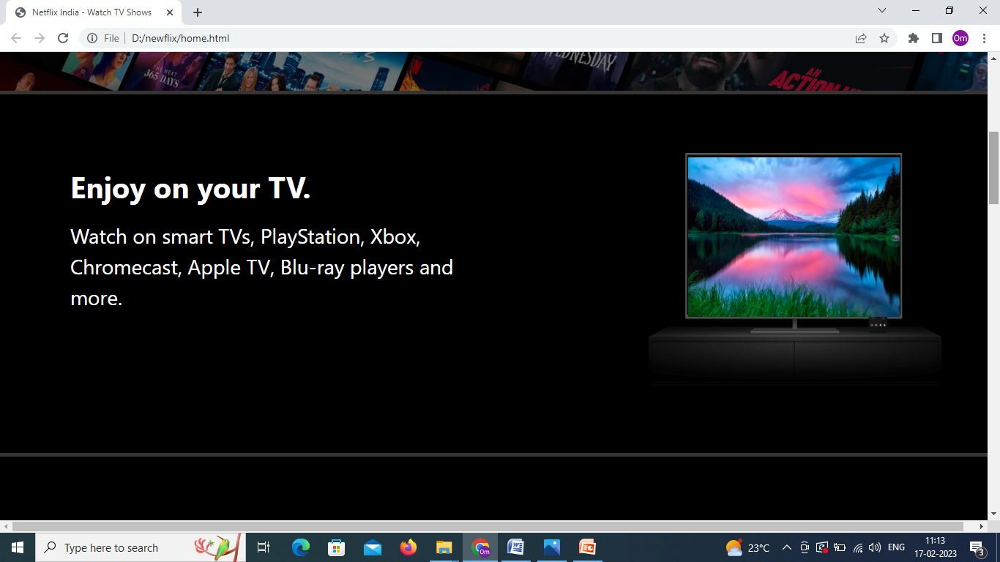 Netflix India - Watch TV Shows
File
D:/newflix/home.html
Om
THE NEXT
365 DAYS
WEDNESDAY
AN
ACTION
Enjoy on your TV.
Watch on smart TVs, PlayStation, Xbox,
Chromecast, Apple TV, Blu-ray players and
more.
Type here to search
Om
23°C
ENG
11:13
17-02-2023
3